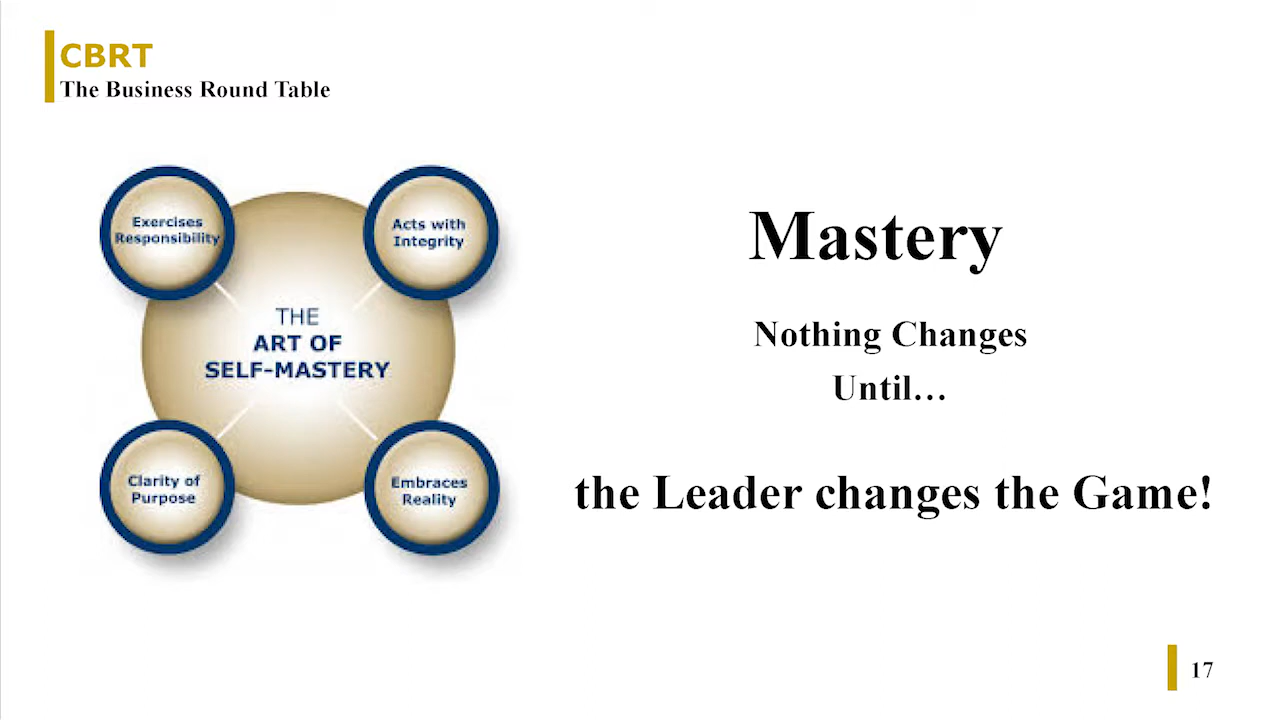 CBRT
The Business Round Table
Exercises
Responsibility
Acts with
Integrity
THE
ART OF
SELF-MASTERY
Clarity of
Purpose
Embraces
Reality
Mastery
Nothing Changes
Until…
the Leader changes the Game!
17